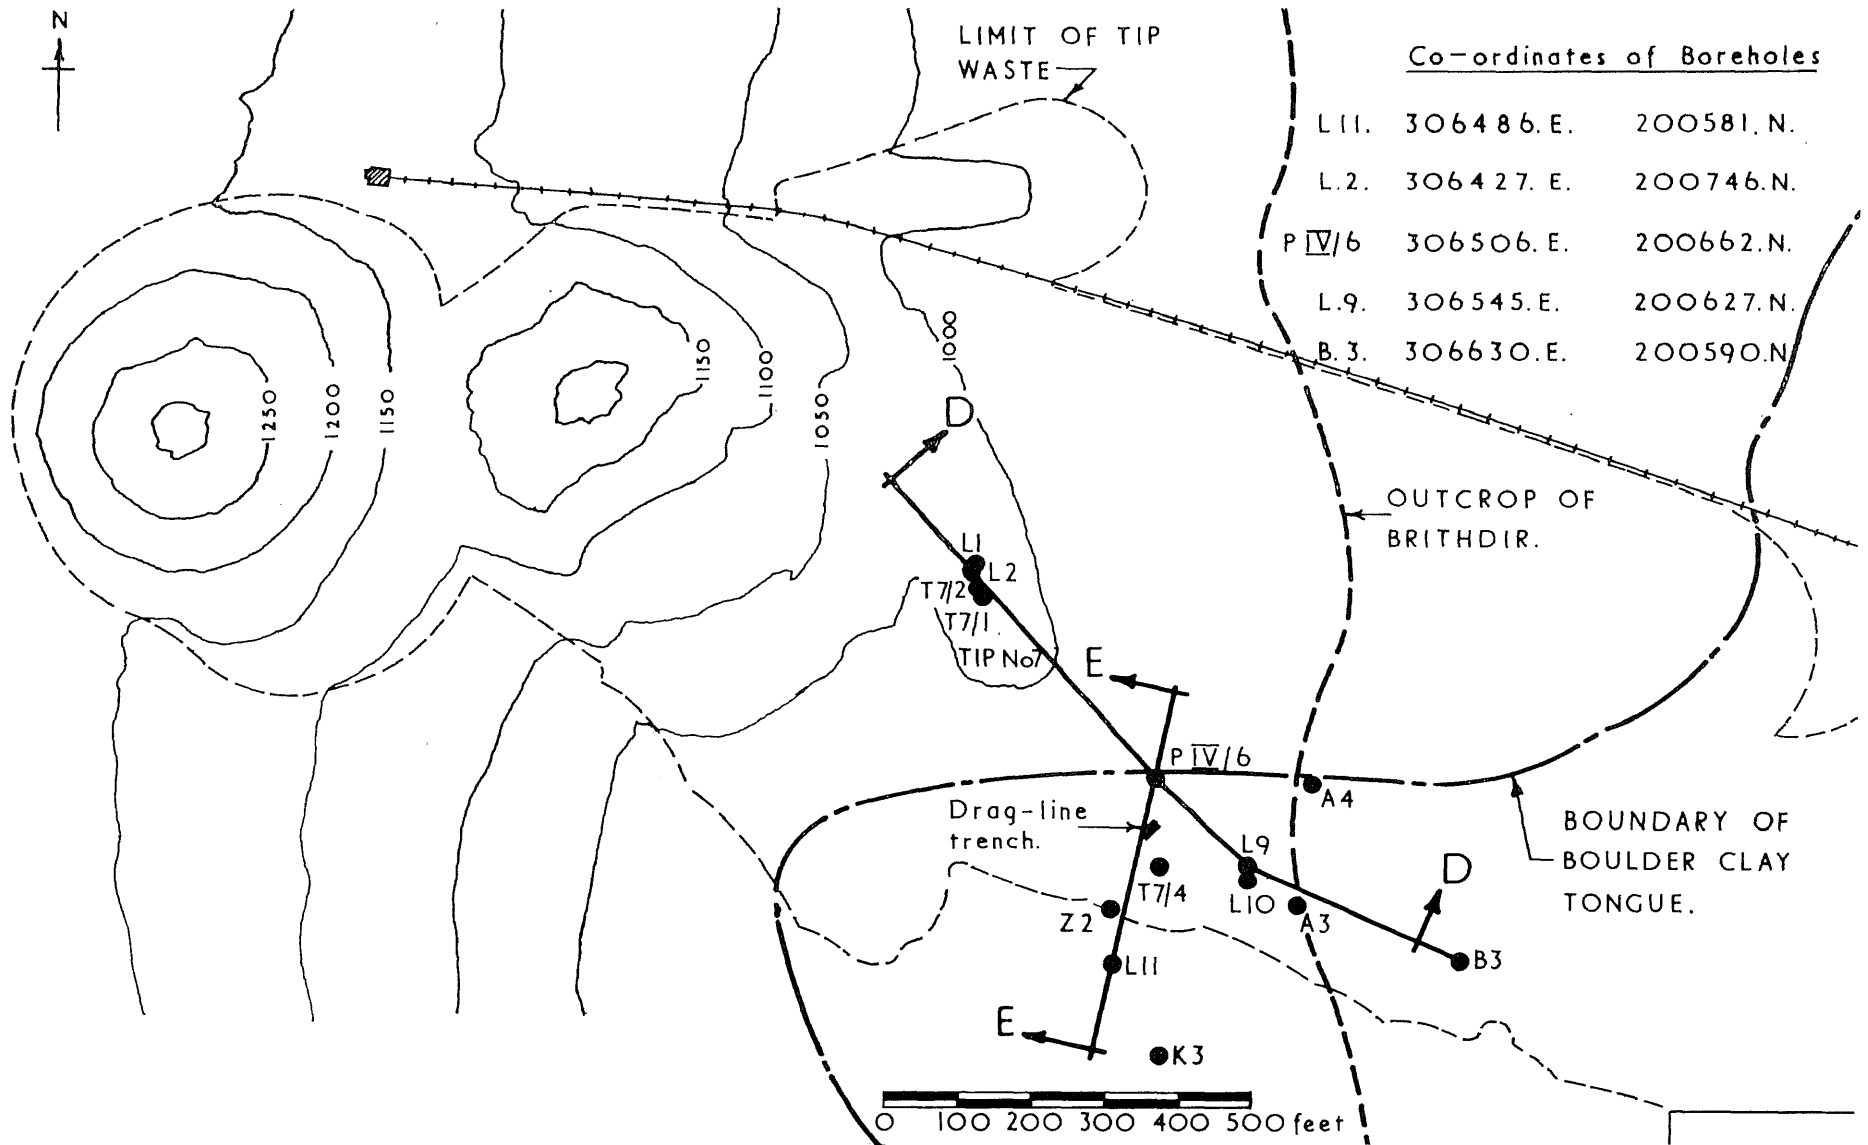 N
LIMIT OF TIP
WASTE
Co-ordinates of Boreholes
L11. 306486.E. 200581.N.
L.2. 306427. E. 200746.N.
P IV/6 306506.E. 200662.N.
L.9. 306545.E. 200627.N.
B.3. 306630.E. 200590.N
1250
1200
1150
1150
1100
1050
1000
D
OUTCROP OF
BRITHDIR.
L1
L2
T7/2
T7/1.
TIP No7
E
P IV/6
A4
Drag-line
trench.
BOUNDARY OF
BOULDER CLAY
TONGUE.
L9
T7/4
L10
D
Z2
A3
L11
B3
E
K3
0 100 200 300 400 500 feet